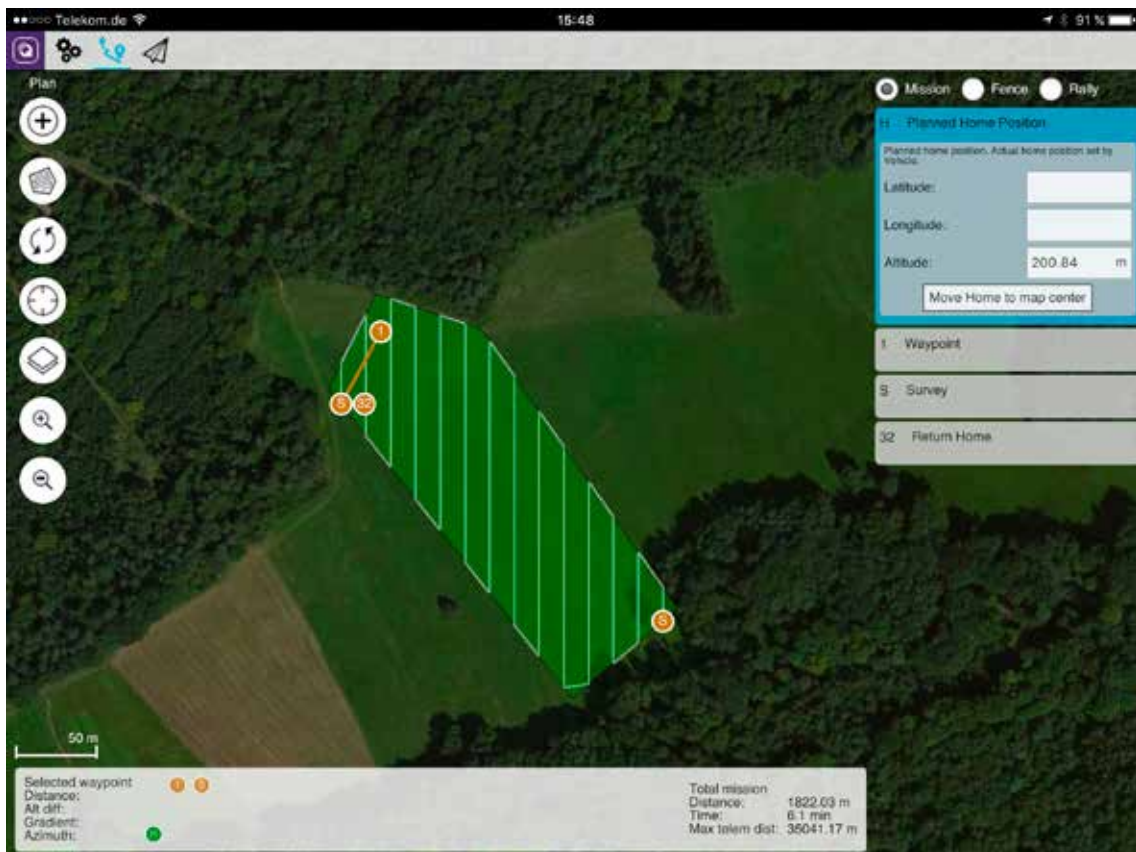 Telekom.de 15:48 91 %
Plan
Mission Fence Rally
H Planned Home Position
Planned home position. Actual home position set by
Vehicle.
Latitude:
Longitude:
Altitude: 200.84 m
Move Home to map center
1 Waypoint
S Survey
32 Return Home
1
S 32
S
50 m
Selected waypoint 1 S
Distance:
Alt diff:
Gradient:
Azimuth: H
Total mission
Distance: 1822.03 m
Time: 6.1 min
Max telem dist: 35041.17 m